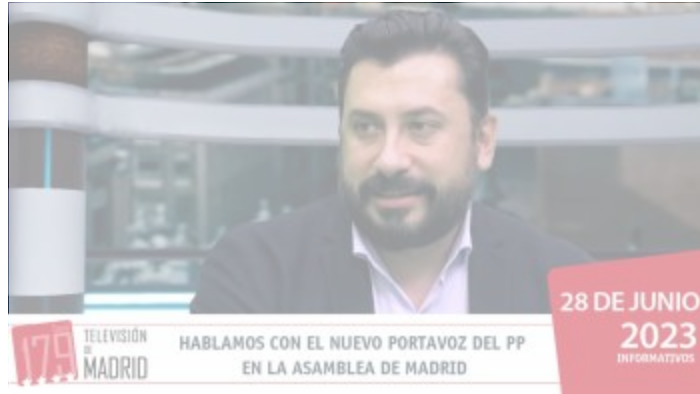 28 DE JUNIO
2023
INFORMATIVOS
179
TELEVISIÓN
DE
MADRID
HABLAMOS CON EL NUEVO PORTAVOZ DEL PP
EN LA ASAMBLEA DE MADRID